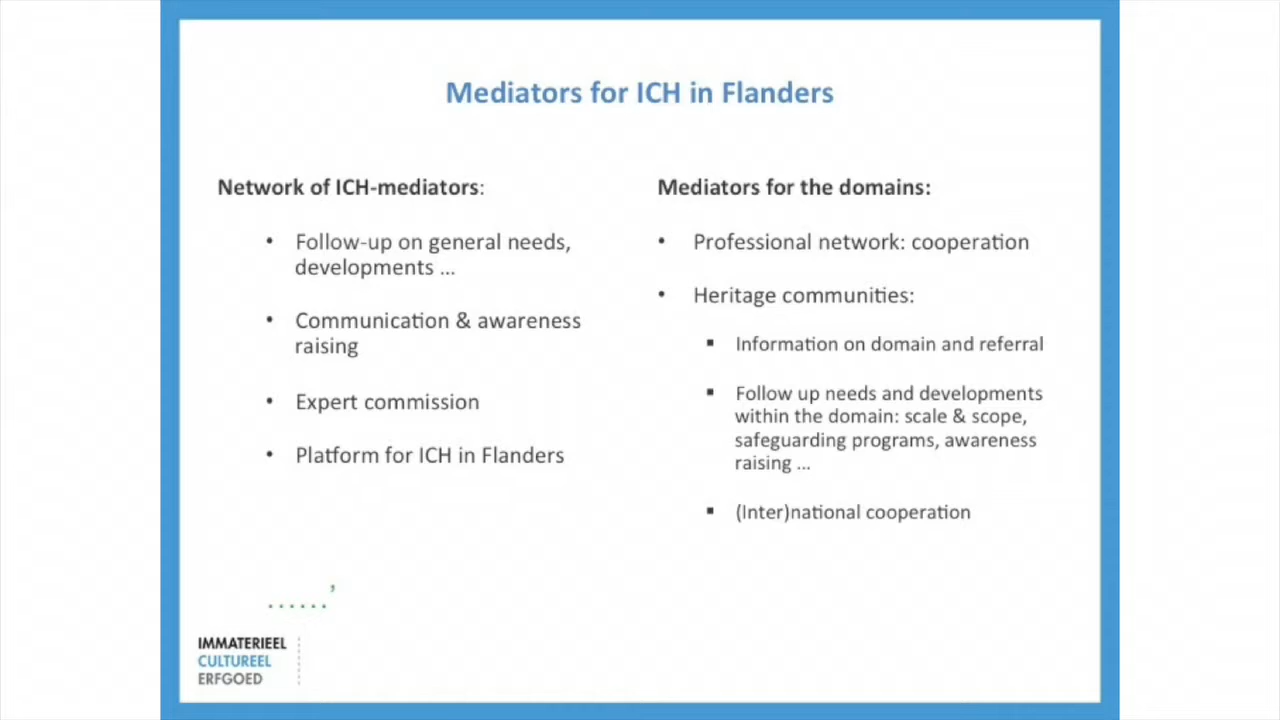 Mediators for ICH in Flanders
Network of ICH-mediators:
• Follow-up on general needs,
developments ...
• Communication & awareness
raising
• Expert commission
• Platform for ICH in Flanders
Mediators for the domains:
• Professional network: cooperation
• Heritage communities:
▪ Information on domain and referral
▪ Follow up needs and developments
within the domain: scale & scope,
safeguarding programs, awareness
raising ...
▪ (Inter)national cooperation
......’
IMMATERIEEL
CULTUREEL
ERFGOED